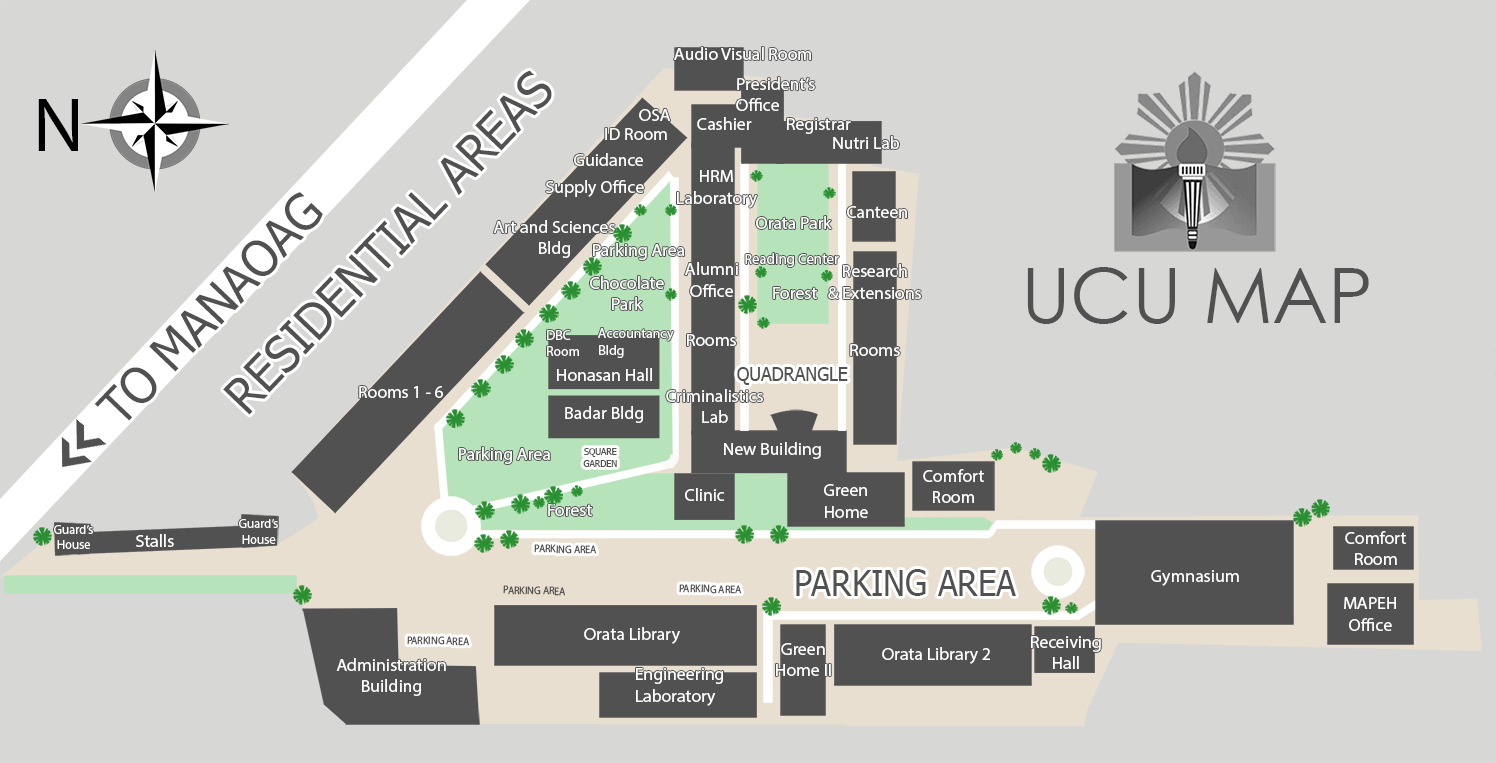 N
TO MANAOAG
RESIDENTIAL AREAS
Audio Visual Room
President's
Office
Cashier
Registrar
Nutri Lab
OSA
ID Room
Guidance
Supply Office
Art and Sciences
Bldg
Rooms 1 - 6
HRM
Laboratory
Alumni
Office
Rooms
Criminalistics
Lab
Orata Park
Reading Center
Forest
Canteen
Research
& Extensions
Rooms
QUADRANGLE
New Building
Parking Area
Chocolate
Park
DBC
Room
Accountancy
Bldg
Honasan Hall
Badar Bldg
Parking Area
SQUARE
GARDEN
Forest
Clinic
Green
Home
Comfort
Room
UCU MAP
Guard's
House
Stalls
Guard's
House
PARKING AREA
PARKING AREA
PARKING AREA
PARKING AREA
PARKING AREA
Gymnasium
Comfort
Room
MAPEH
Office
Administration
Building
Orata Library
Engineering
Laboratory
Green
Home II
Orata Library 2
Receiving
Hall